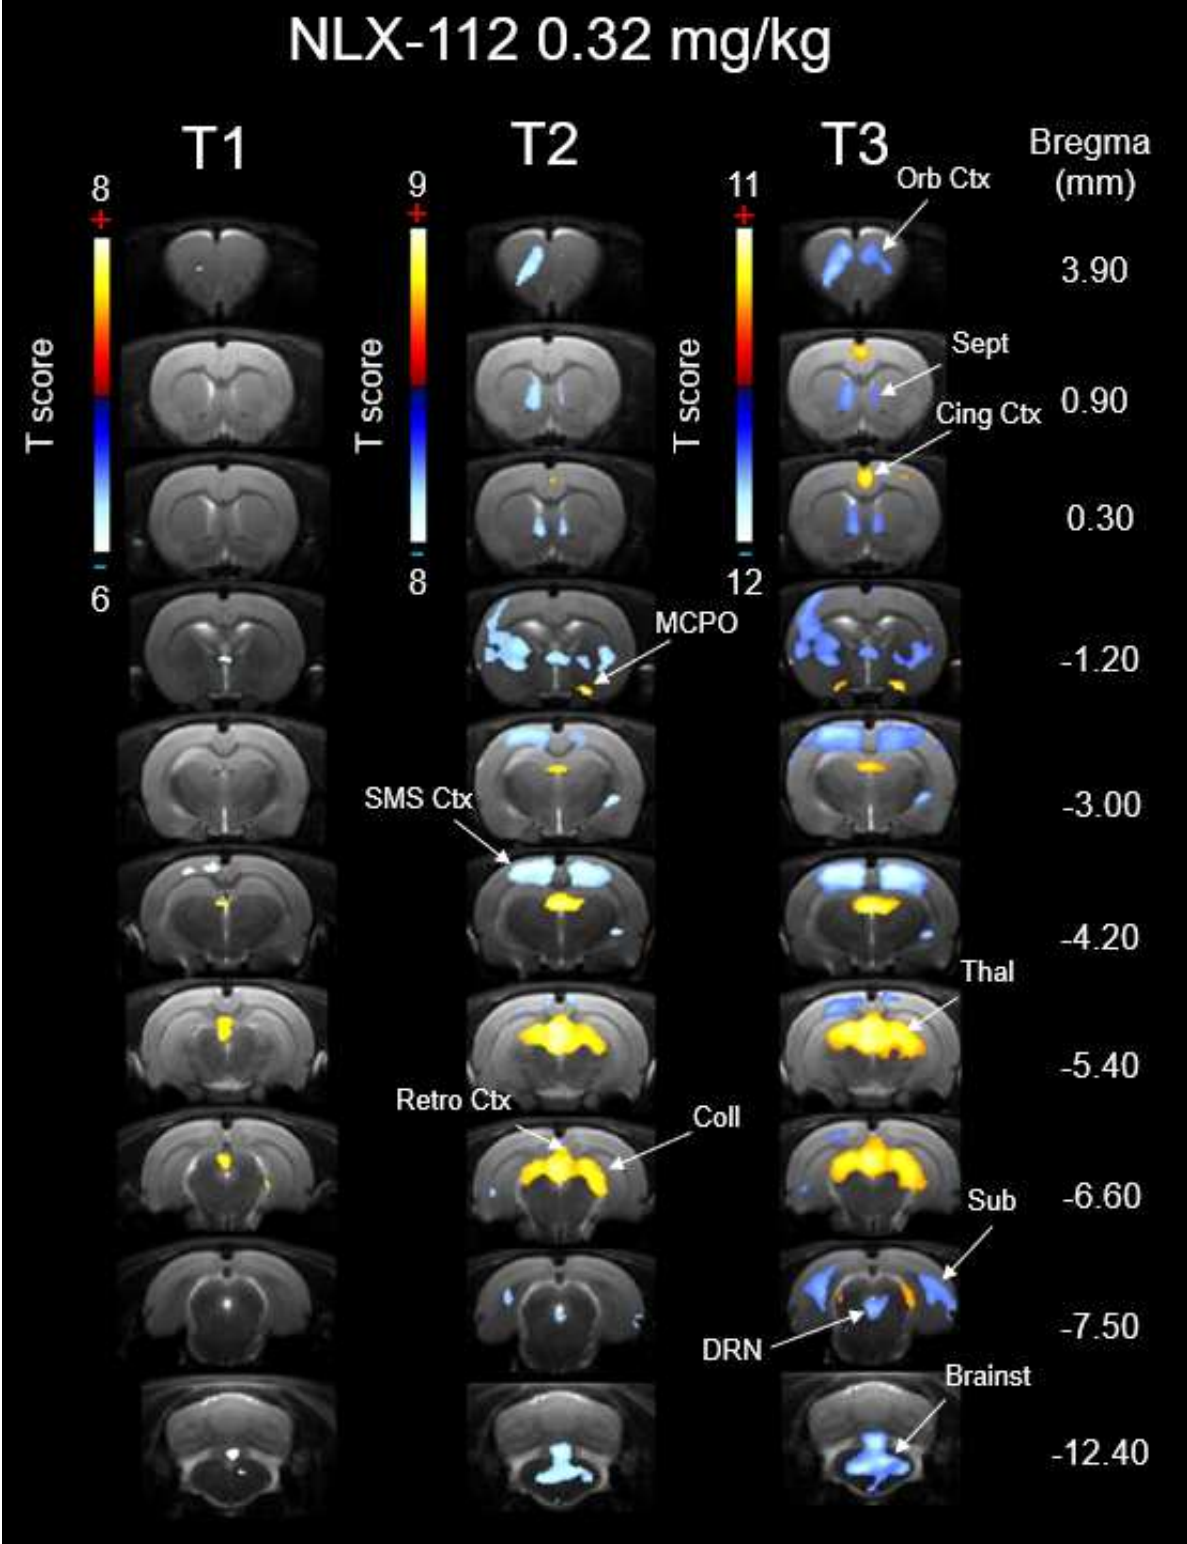 NLX-112 0.32 mg/kg
T1
T2
T3
Bregma
(mm)
8
+
9
+
11
+
Orb Ctx
3.90
T score
T score
T score
Sept
0.90
Cing Ctx
0.30
-
6
-
8
-
12
MCPO
-1.20
SMS Ctx
-3.00
-4.20
Thal
-5.40
Retro Ctx
Coll
-6.60
Sub
-7.50
DRN
Brainst
-12.40